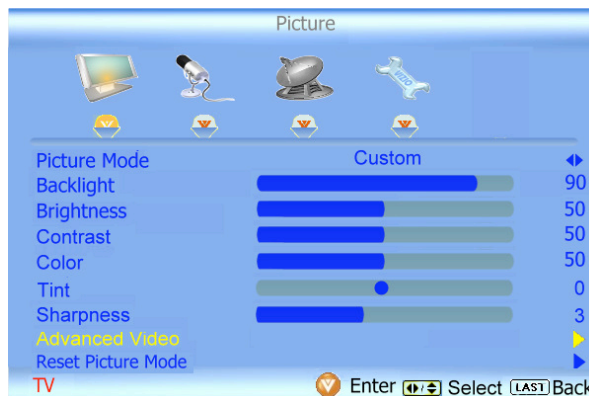 Picture
VIZIO
Picture Mode Custom
Backlight 90
Brightness 50
Contrast 50
Color 50
Tint 0
Sharpness 3
Advanced Video
Reset Picture Mode
TV V Enter Select LAST Back